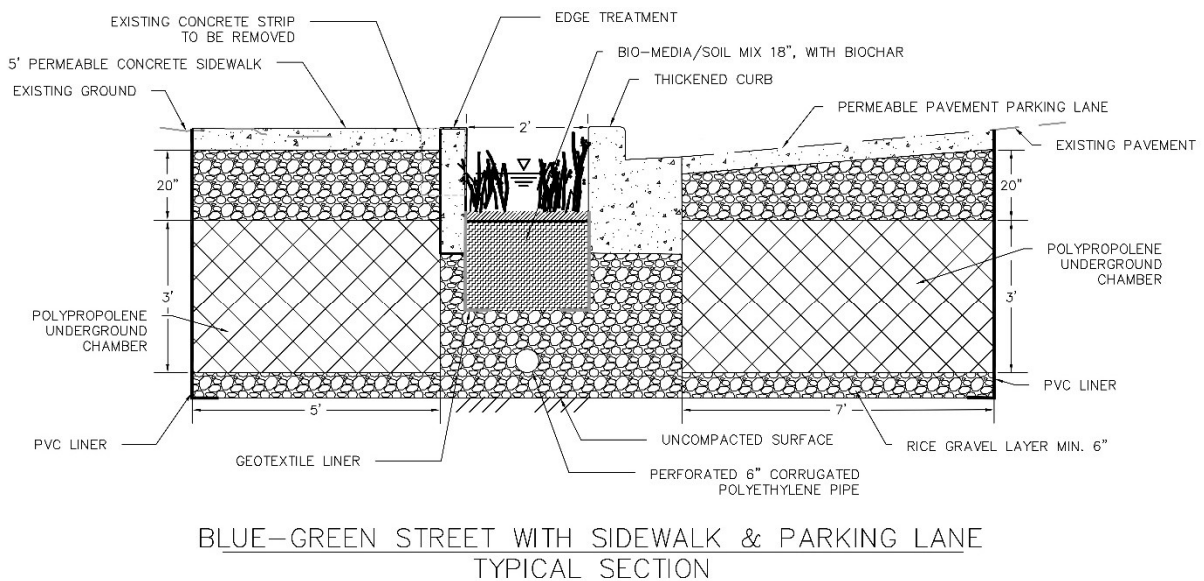 EXISTING CONCRETE STRIP
TO BE REMOVED
EDGE TREATMENT
BIO-MEDIA/SOIL MIX 18", WITH BIOCHAR
5' PERMEABLE CONCRETE SIDEWALK
THICKENED CURB
EXISTING GROUND
PERMEABLE PAVEMENT PARKING LANE
2'
EXISTING PAVEMENT
20"
20"
POLYPROPOLENE
UNDERGROUND
CHAMBER
3'
3'
POLYPROPOLENE
UNDERGROUND
CHAMBER
PVC LINER
5'
7'
PVC LINER
UNCOMPACTED SURFACE
RICE GRAVEL LAYER MIN. 6"
GEOTEXTILE LINER
PERFORATED 6" CORRUGATED
POLYETHYLENE PIPE
BLUE-GREEN STREET WITH SIDEWALK & PARKING LANE
TYPICAL SECTION